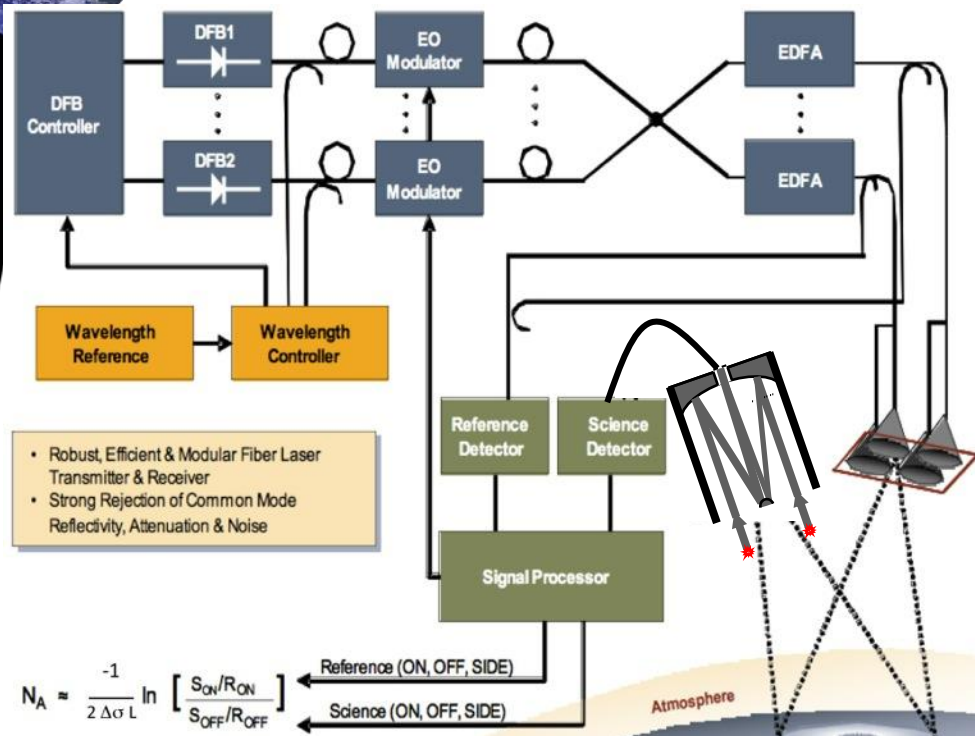 DFB
Controller
DFB1
DFB2
EO
Modulator
EO
Modulator
EDFA
EDFA
Wavelength
Reference
Wavelength
Controller
Reference
Detector
Science
Detector
• Robust, Efficient & Modular Fiber Laser
Transmitter & Receiver
• Strong Rejection of Common Mode
Reflectivity, Attenuation & Noise
Signal Processor
Reference (ON, OFF, SIDE)
Science (ON, OFF, SIDE)
N_A ≈ -1 / (2 Δσ L) ln [ (S_ON/R_ON) / (S_OFF/R_OFF) ]
Atmosphere